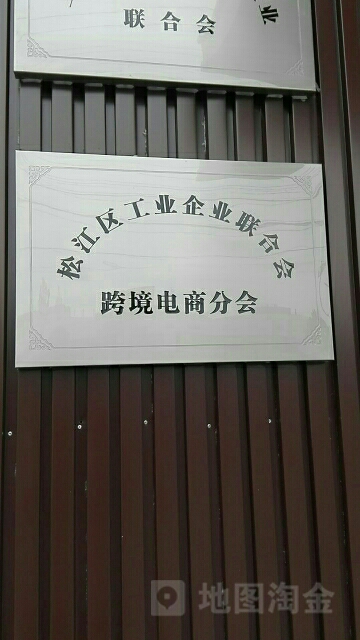 业
联合会
松江区工业企业联合会
跨境电商分会
地图淘金